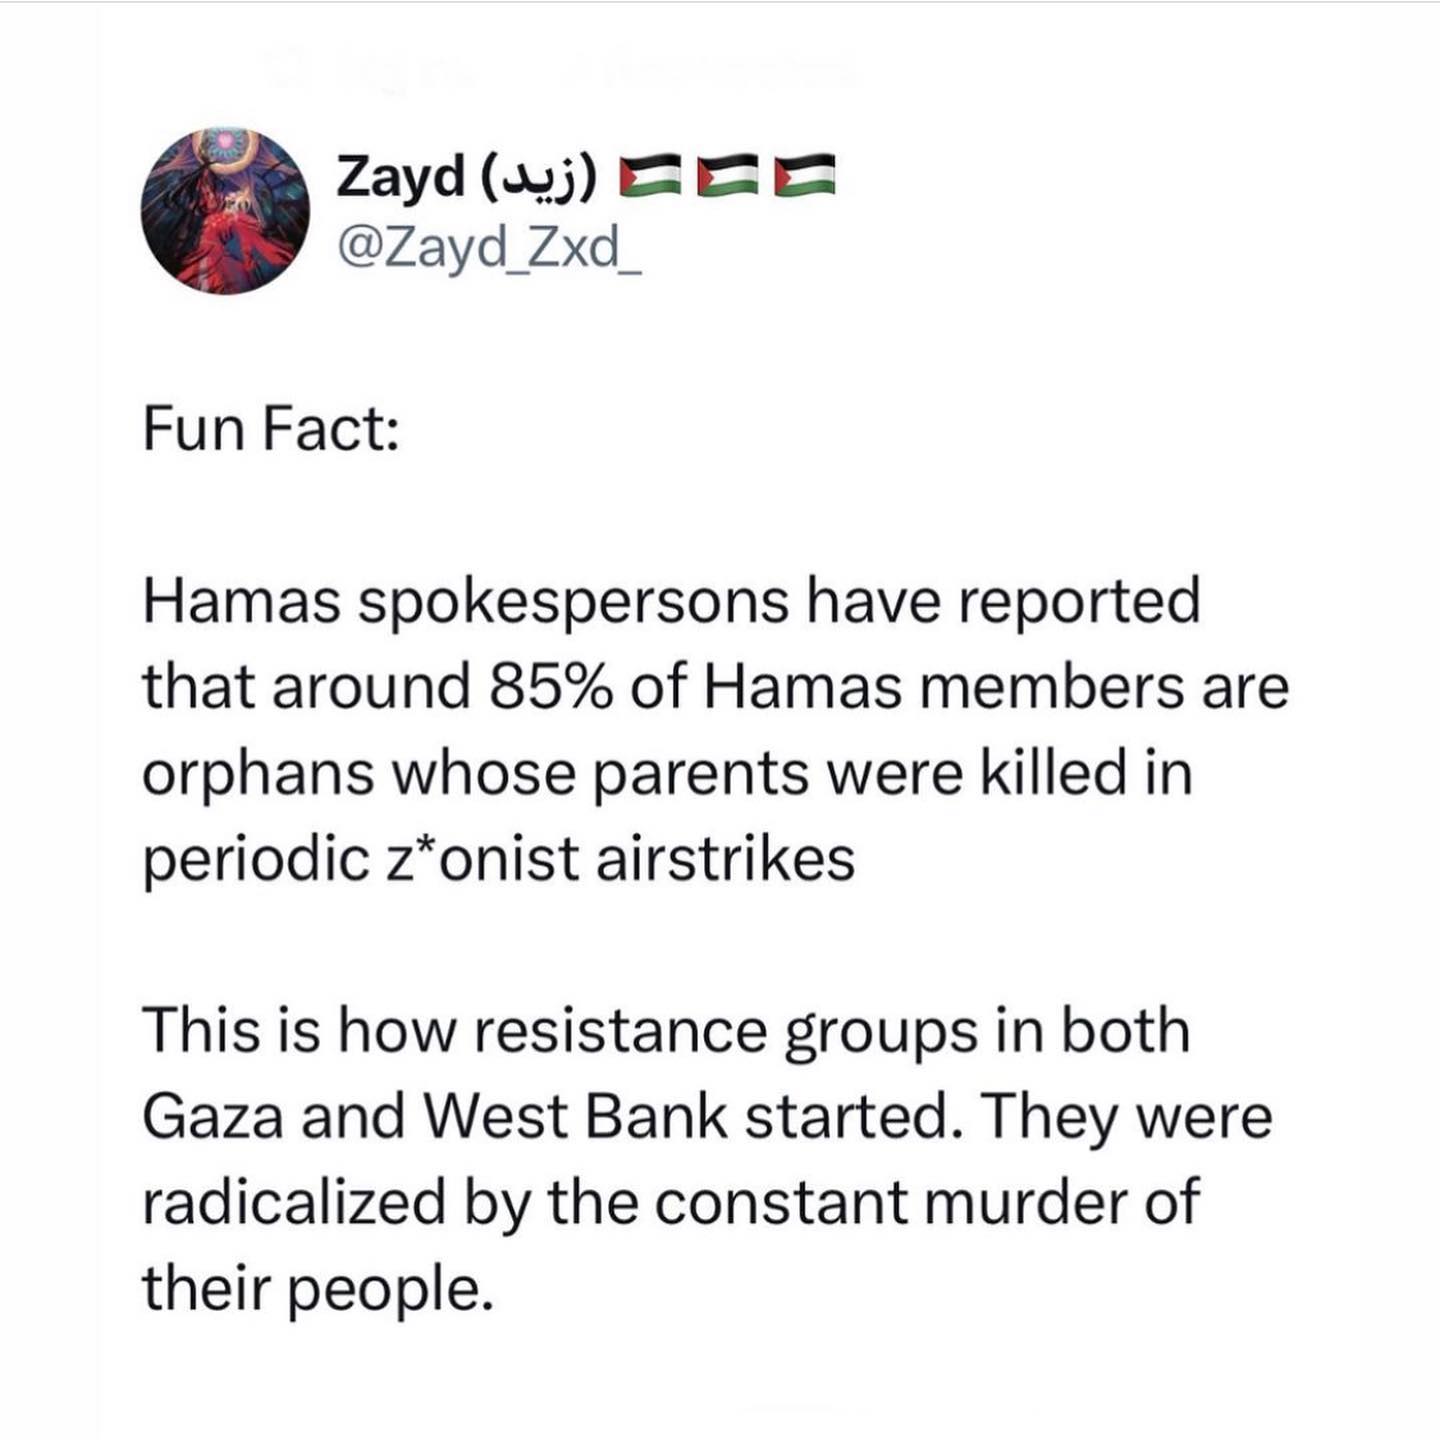 Zayd (زيد) 🇵🇸 🇵🇸 🇵🇸
@Zayd_Zxd_
Fun Fact:
Hamas spokespersons have reported
that around 85% of Hamas members are
orphans whose parents were killed in
periodic z*onist airstrikes
This is how resistance groups in both
Gaza and West Bank started. They were
radicalized by the constant murder of
their people.